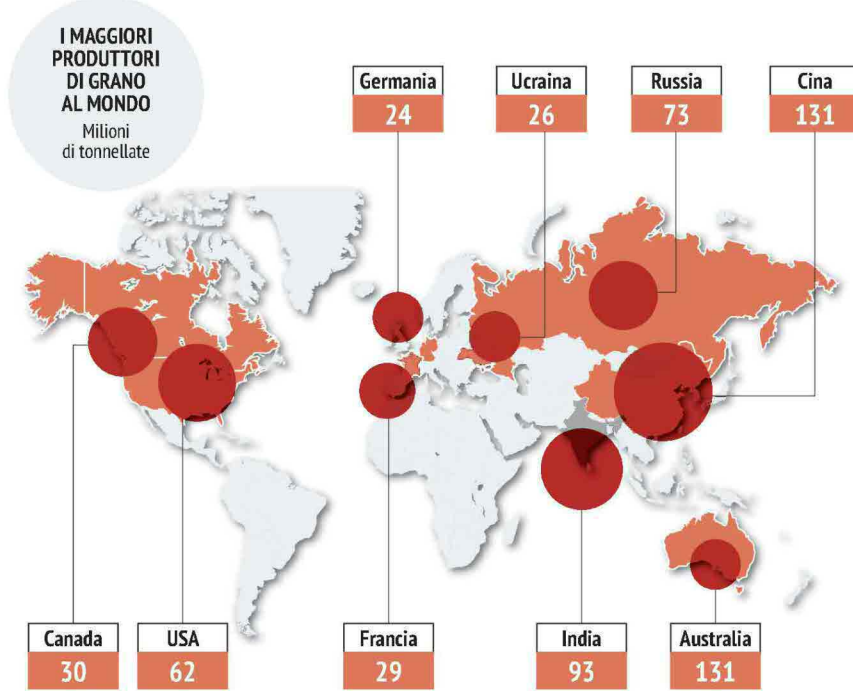 I MAGGIORI
PRODUTTORI
DI GRANO
AL MONDO
Milioni
di tonnellate
Germania
24
Ucraina
26
Russia
73
Cina
131
Canada
30
USA
62
Francia
29
India
93
Australia
131